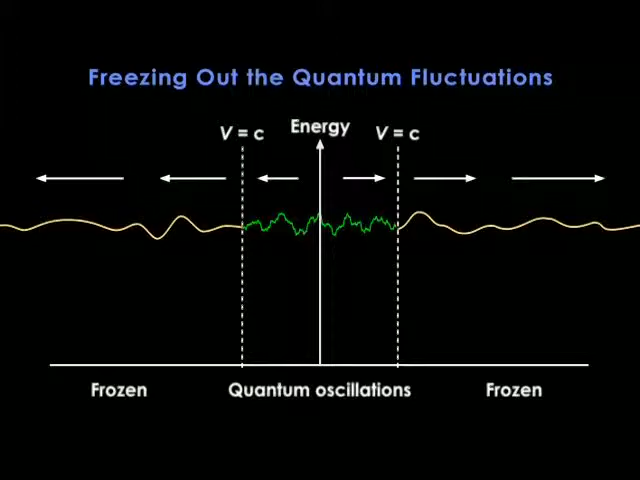 Freezing Out the Quantum Fluctuations
V = c Energy V = c
Frozen Quantum oscillations Frozen